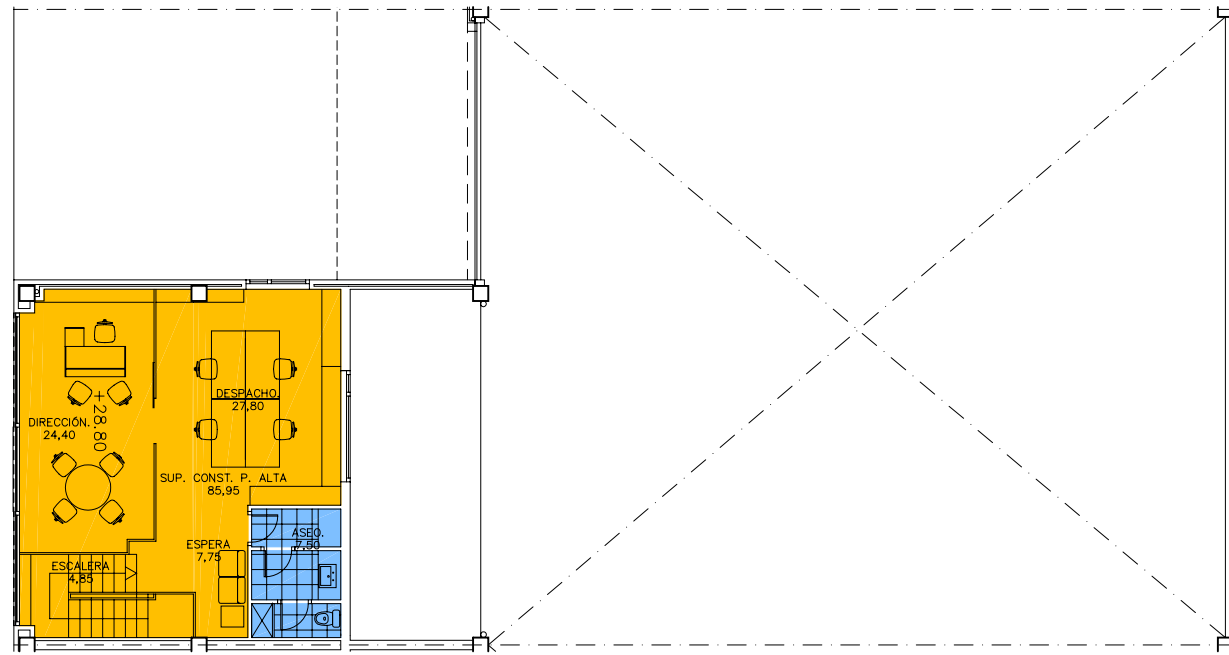 DESPACHO.
27,80
+28.80
DIRECCIÓN.
24,40
SUP. CONST. P. ALTA
85,95
ASEO.
7,50
ESPERA
7,75
ESCALERA
4,85